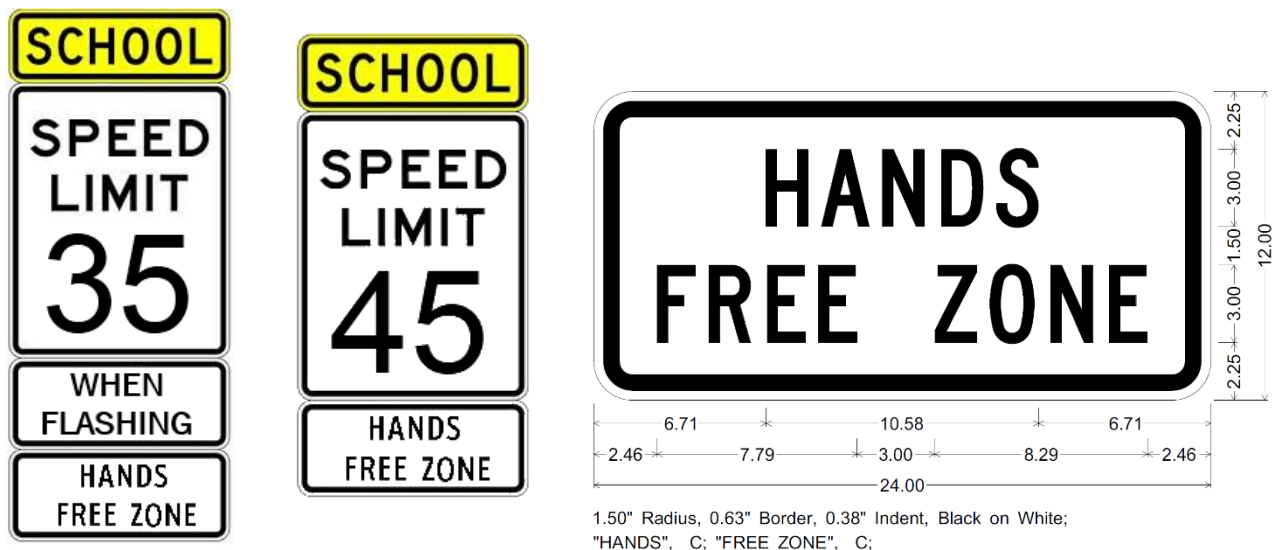 SCHOOL
SPEED
LIMIT
35
WHEN
FLASHING
HANDS
FREE ZONE
SCHOOL
SPEED
LIMIT
45
HANDS
FREE ZONE
HANDS
FREE ZONE
2.25
3.00
1.50
3.00
2.25
12.00
6.71 10.58 6.71
2.46 7.79 3.00 8.29 2.46
24.00
1.50" Radius, 0.63" Border, 0.38" Indent, Black on White;
"HANDS", C; "FREE ZONE", C;